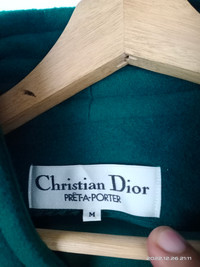 Christian Dior
PRÊT-A-PORTER
M